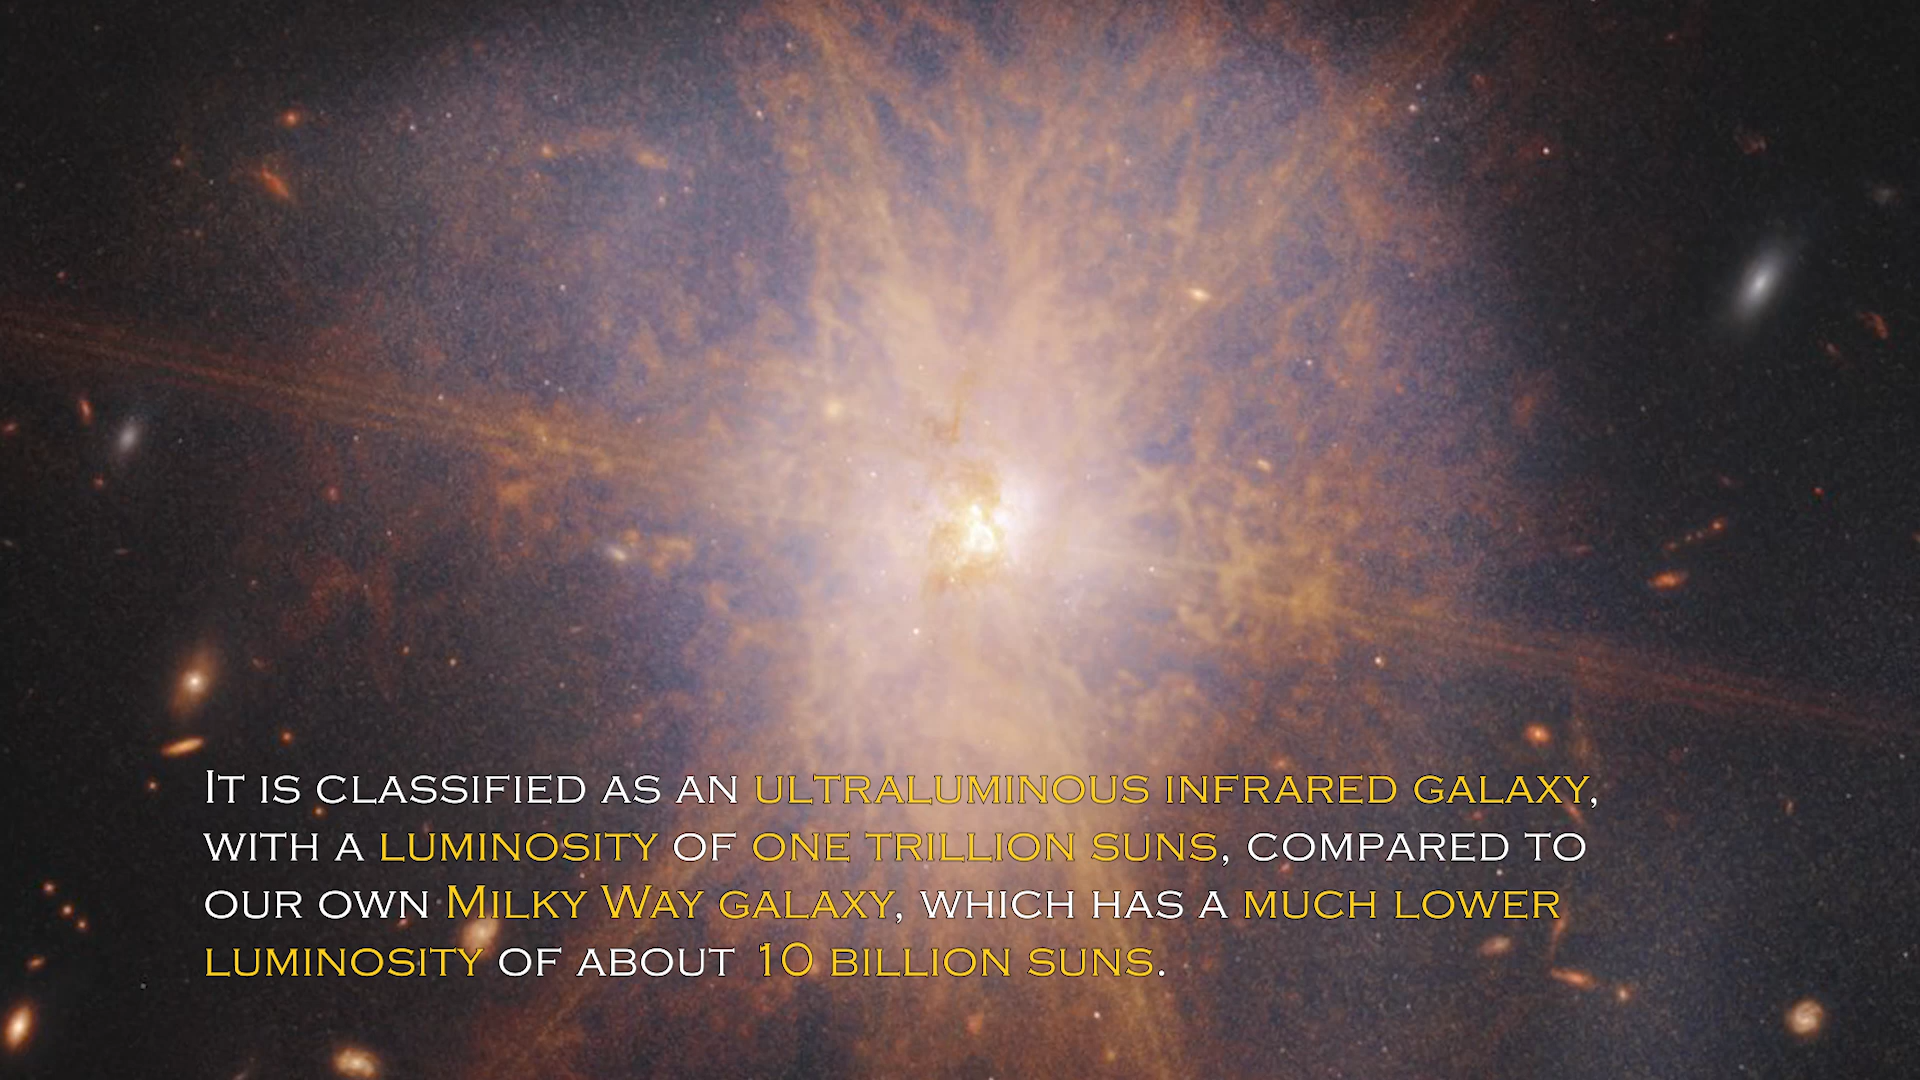 It is classified as an ultraluminous infrared galaxy,
with a luminosity of one trillion suns, compared to
our own Milky Way galaxy, which has a much lower
luminosity of about 10 billion suns.